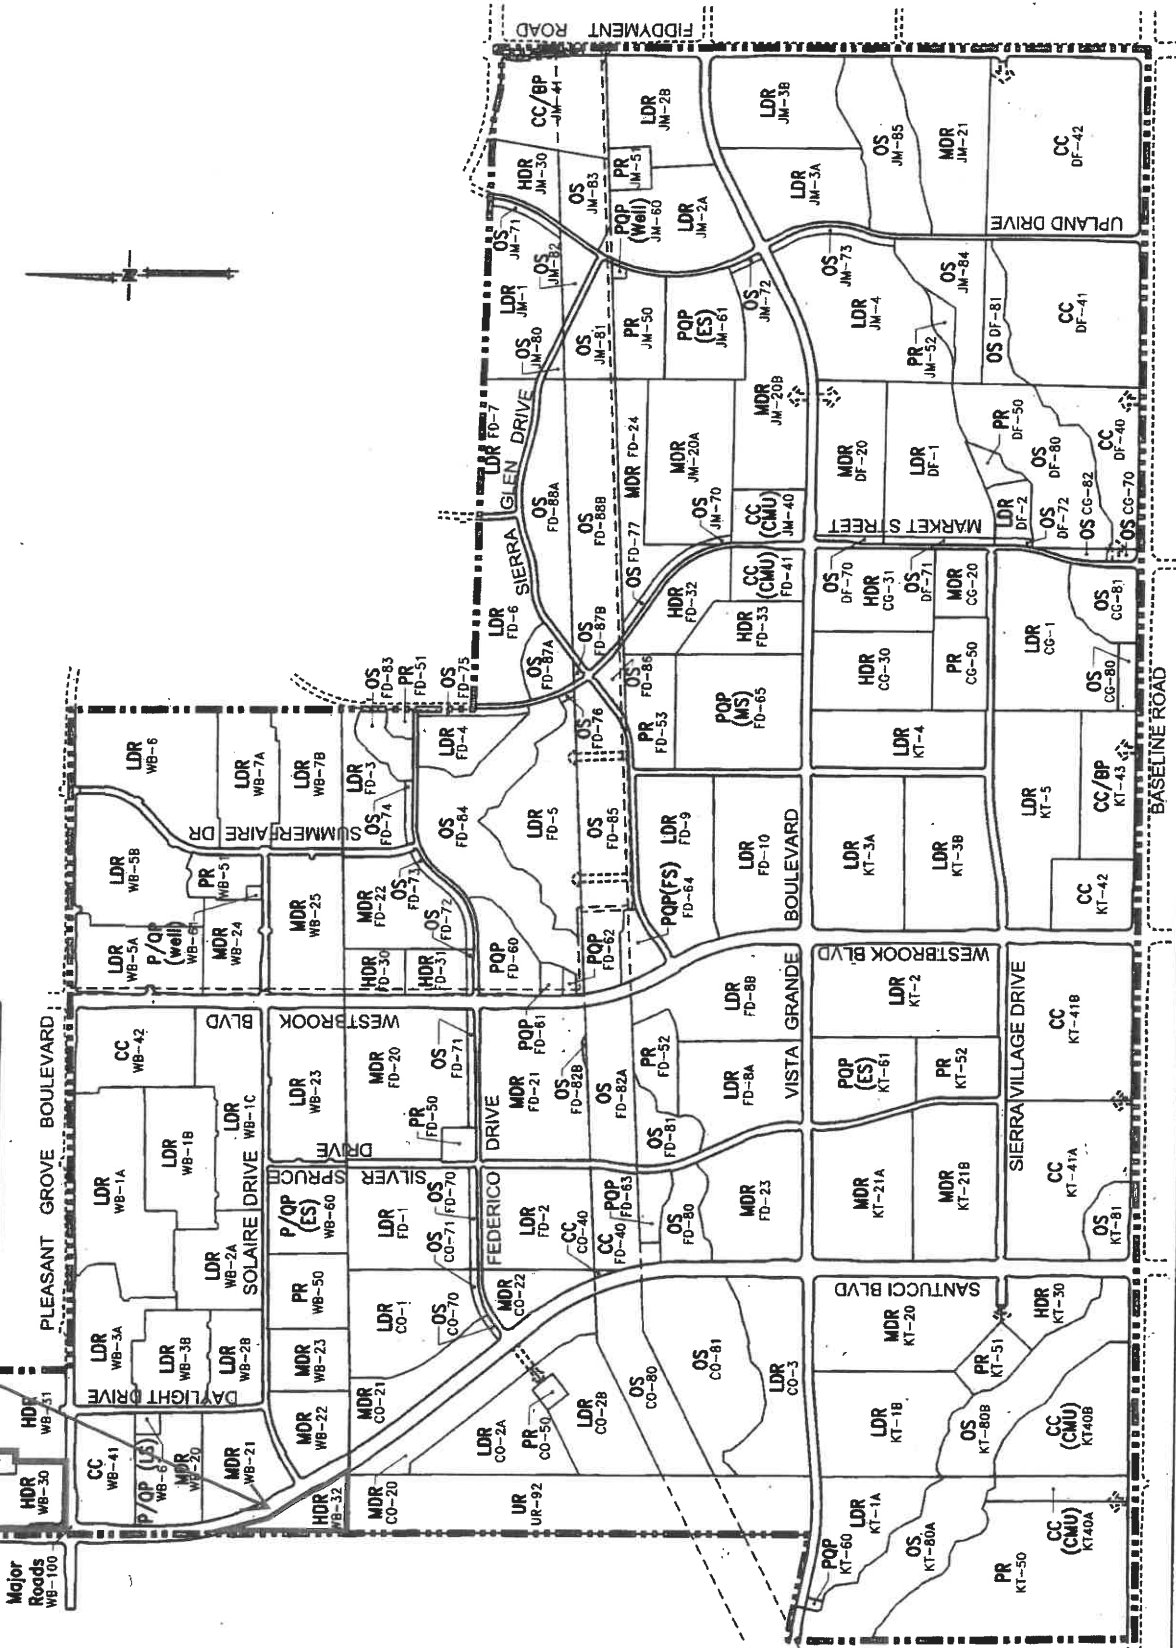 Major
Roads
WB-100
HDR
WB-30
HDR
WB-31
PLEASANT GROVE BOULEVARD
CC
WB-41
P/QP (LS)
MDR
WB-20
MDR
WB-21
DAYLIGHT DRIVE
LDR
WB-3A
LDR
WB-3B
LDR
WB-2B
LDR
WB-1A
LDR
WB-1B
LDR
WB-2A
LDR
WB-1C
CC
WB-42
SOLAIRE DRIVE
HDR
WB-32
MDR
WB-22
MDR
WB-23
PR
WB-50
P/QP
(ES)
WB-60
SILVER SPRUCE DRIVE
LDR
WB-23
WESTBROOK BLVD
LDR
WB-5A
P/QP
(well)
WB-61
MDR
WB-24
LDR
WB-5B
PR
WB-51
MDR
WB-25
SUMMERFAIRE DR
LDR
WB-6
LDR
WB-7A
LDR
WB-7B
LDR
FD-3
OS
FD-74
OS
FD-83
PR
FD-51
OS
FD-75
LDR
FD-4
MDR
CO-20
MDR
CO-21
LDR
CO-1
OS
CO-70
MDR
CO-22
OS
CO-71
OS
FD-70
LDR
FD-1
FEDERICO DRIVE
PR
FD-50
MDR
FD-20
OS
FD-71
HDR
FD-30
HDR
FD-31
MDR
FD-22
OS
FD-72
OS
FD-73
OS
FD-84
UR-92
LDR
CO-2A
PR
CO-50
LDR
CO-2B
OS
CO-80
OS
CO-81
LDR
CO-3
LDR
FD-2
CC
CO-40
CC
FD-40
PQP
FD-63
OS
FD-80
MDR
FD-23
MDR
FD-21
PQP
FD-61
OS
FD-82B
OS
FD-82A
PR
FD-52
OS
FD-81
LDR
FD-8A
LDR
FD-8B
PQP
FD-60
PQP
FD-62
PQP(FS)
FD-64
LDR
FD-5
OS
FD-85
LDR
FD-9
LDR
FD-10
OS
FD-76
PR
FD-53
OS
FD-86
PQP
(MS)
FD-65
OS
FD-87A
OS
FD-87B
LDR
FD-6
SIERRA GLEN DRIVE
LDR FD-7
OS
FD-88A
OS
FD-88B
OS FD-77
MDR FD-24
HDR
FD-32
HDR
FD-33
CC
(CMU)
FD-41
OS
JM-70
CC
(CMU)
JM-40
MDR
JM-20A
MDR
JM-20B
LDR
JM-1
OS
JM-80
OS
JM-81
OS
JM-82
OS
JM-71
HDR
JM-30
OS
JM-83
CC/BP
JM-41
FIDDYMENT ROAD
PR
JM-50
PQP
(ES)
JM-61
PQP
(Well)
JM-60
PR
JM-51
LDR
JM-2A
LDR
JM-2B
OS
JM-72
LDR
JM-3A
LDR
JM-3B
OS
JM-73
LDR
JM-4
OS
JM-84
PR
JM-52
OS
JM-85
MDR
JM-21
UPLAND DRIVE
CC
DF-42
OS DF-81
CC
DF-41
VISTA GRANDE BOULEVARD
PQP
KT-60
LDR
KT-1A
LDR
KT-1B
OS
KT-80A
OS
KT-80B
PR
KT-50
CC
(CMU)
KT40A
CC
(CMU)
KT40B
MDR
KT-20
PR
KT-51
HDR
KT-30
SANTUCCI BLVD
MDR
KT-21A
MDR
KT-21B
PQP
(ES)
KT-61
PR
KT-52
LDR
KT-2
WESTBROOK BLVD
SIERRA VILLAGE DRIVE
OS
KT-81
CC
KT-41A
CC
KT-41B
LDR
KT-3A
LDR
KT-3B
LDR
KT-4
CC
KT-42
LDR
KT-5
CC/BP
KT-43
HDR
CG-30
HDR
CG-31
PR
CG-50
MDR
CG-20
OS
DF-70
OS
DF-71
LDR
CG-1
OS
CG-80
OS
CG-81
MARKET STREET
MDR
DF-20
LDR
DF-1
LDR
DF-2
OS
DF-72
PR
DF-50
OS
DF-80
OS CG-82
OS CG-70
CC
DF-40
BASELINE ROAD